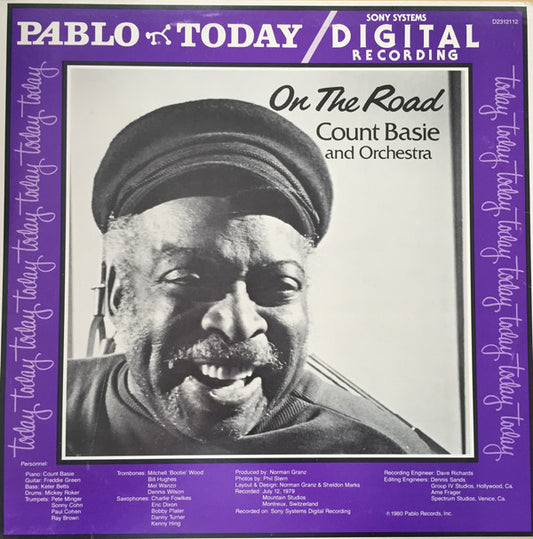 PABLO TODAY / SONY SYSTEMS DIGITAL RECORDING
D2312112
On The Road
Count Basie
and Orchestra
today today today today today today today
today today today today today today today
Personnel:
Piano: Count Basie
Guitar: Freddie Green
Bass: Keter Betts
Drums: Mickey Roker
Trumpets: Pete Minger
Sonny Cohn
Paul Cohen
Ray Brown
Trombones: Mitchell 'Bootie' Wood
Bill Hughes
Mel Wanzo
Dennis Wilson
Saxophones: Charlie Fowlkes
Eric Dixon
Bobby Plater
Danny Turner
Kenny Hing
Produced by: Norman Granz
Photos by: Phil Stern
Layout & Design: Norman Granz & Sheldon Marks
Recorded: July 12, 1979
Mountain Studios
Montreux, Switzerland
Recorded on: Sony Systems Digital Recording
Recording Engineer: Dave Richards
Editing Engineers: Dennis Sands
Group IV Studios, Hollywood, Ca.
Arne Frager
Spectrum Studios, Venice, Ca.
℗ 1980 Pablo Records, Inc.